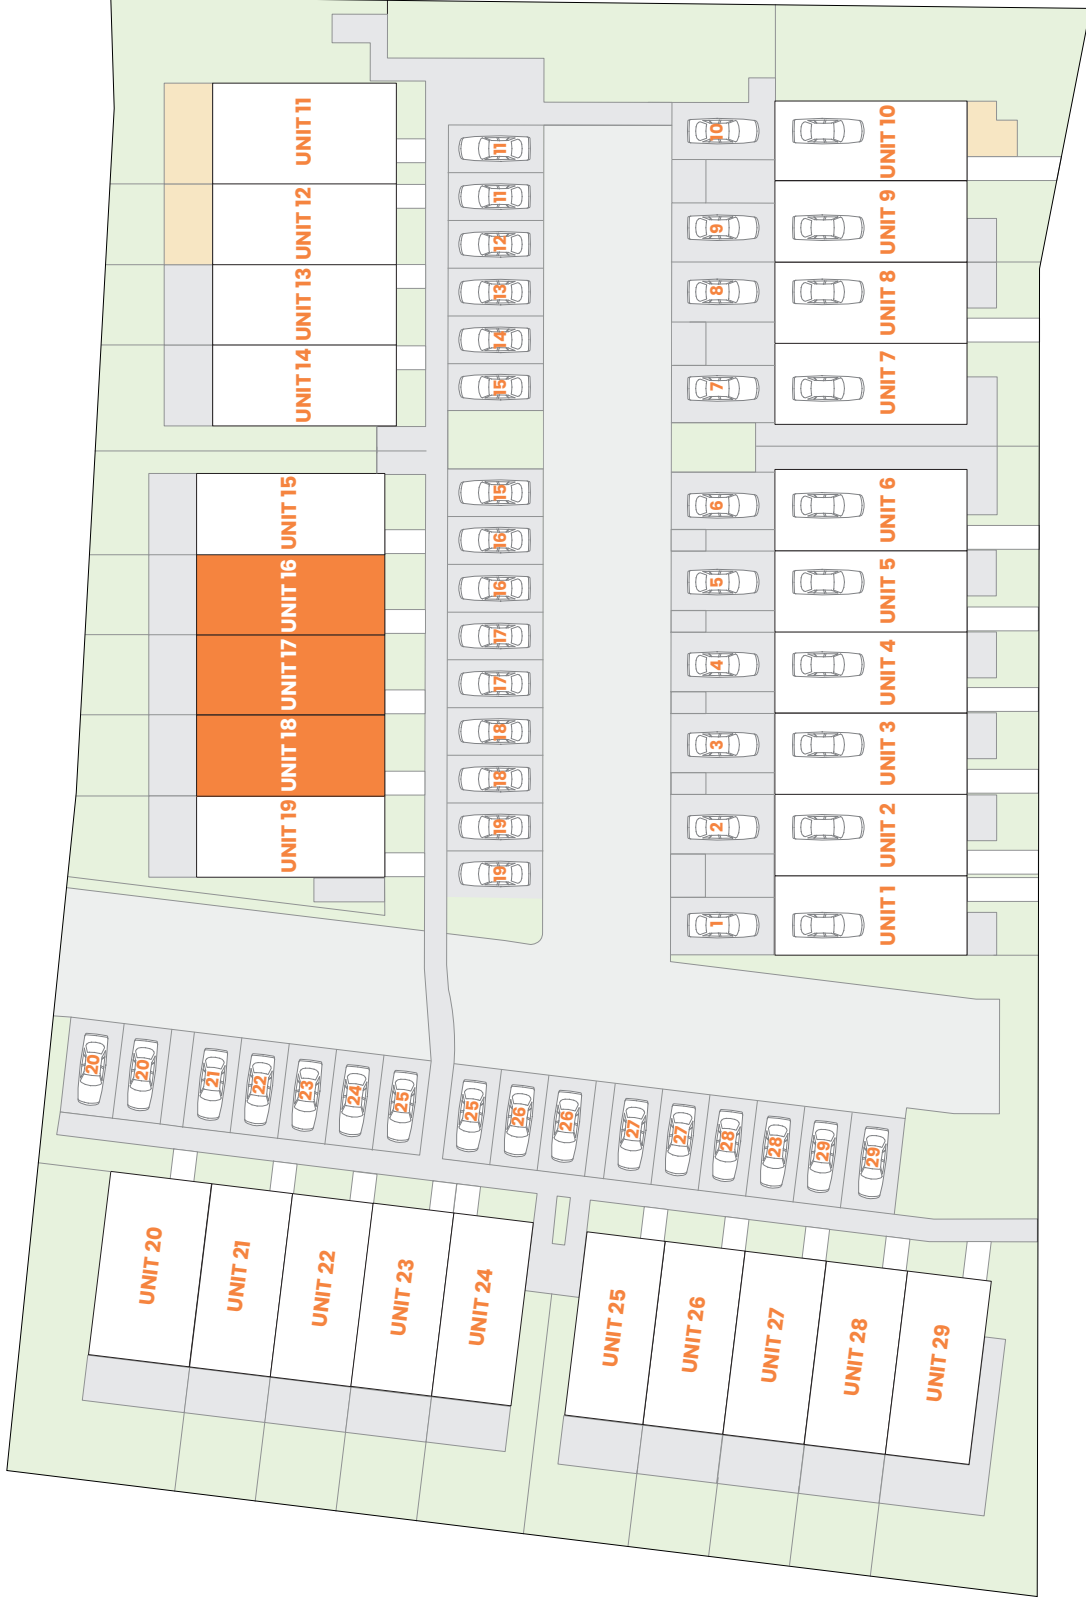 UNIT 11
UNIT 12
UNIT 13
UNIT 14
UNIT 15
UNIT 16
UNIT 17
UNIT 18
UNIT 19
11
11
12
13
14
15
15
16
16
17
17
18
18
19
19
10
9
8
7
6
5
4
3
2
1
UNIT 10
UNIT 9
UNIT 8
UNIT 7
UNIT 6
UNIT 5
UNIT 4
UNIT 3
UNIT 2
UNIT 1
20
20
21
22
23
24
25
25
26
26
27
27
28
28
29
29
UNIT 20
UNIT 21
UNIT 22
UNIT 23
UNIT 24
UNIT 25
UNIT 26
UNIT 27
UNIT 28
UNIT 29